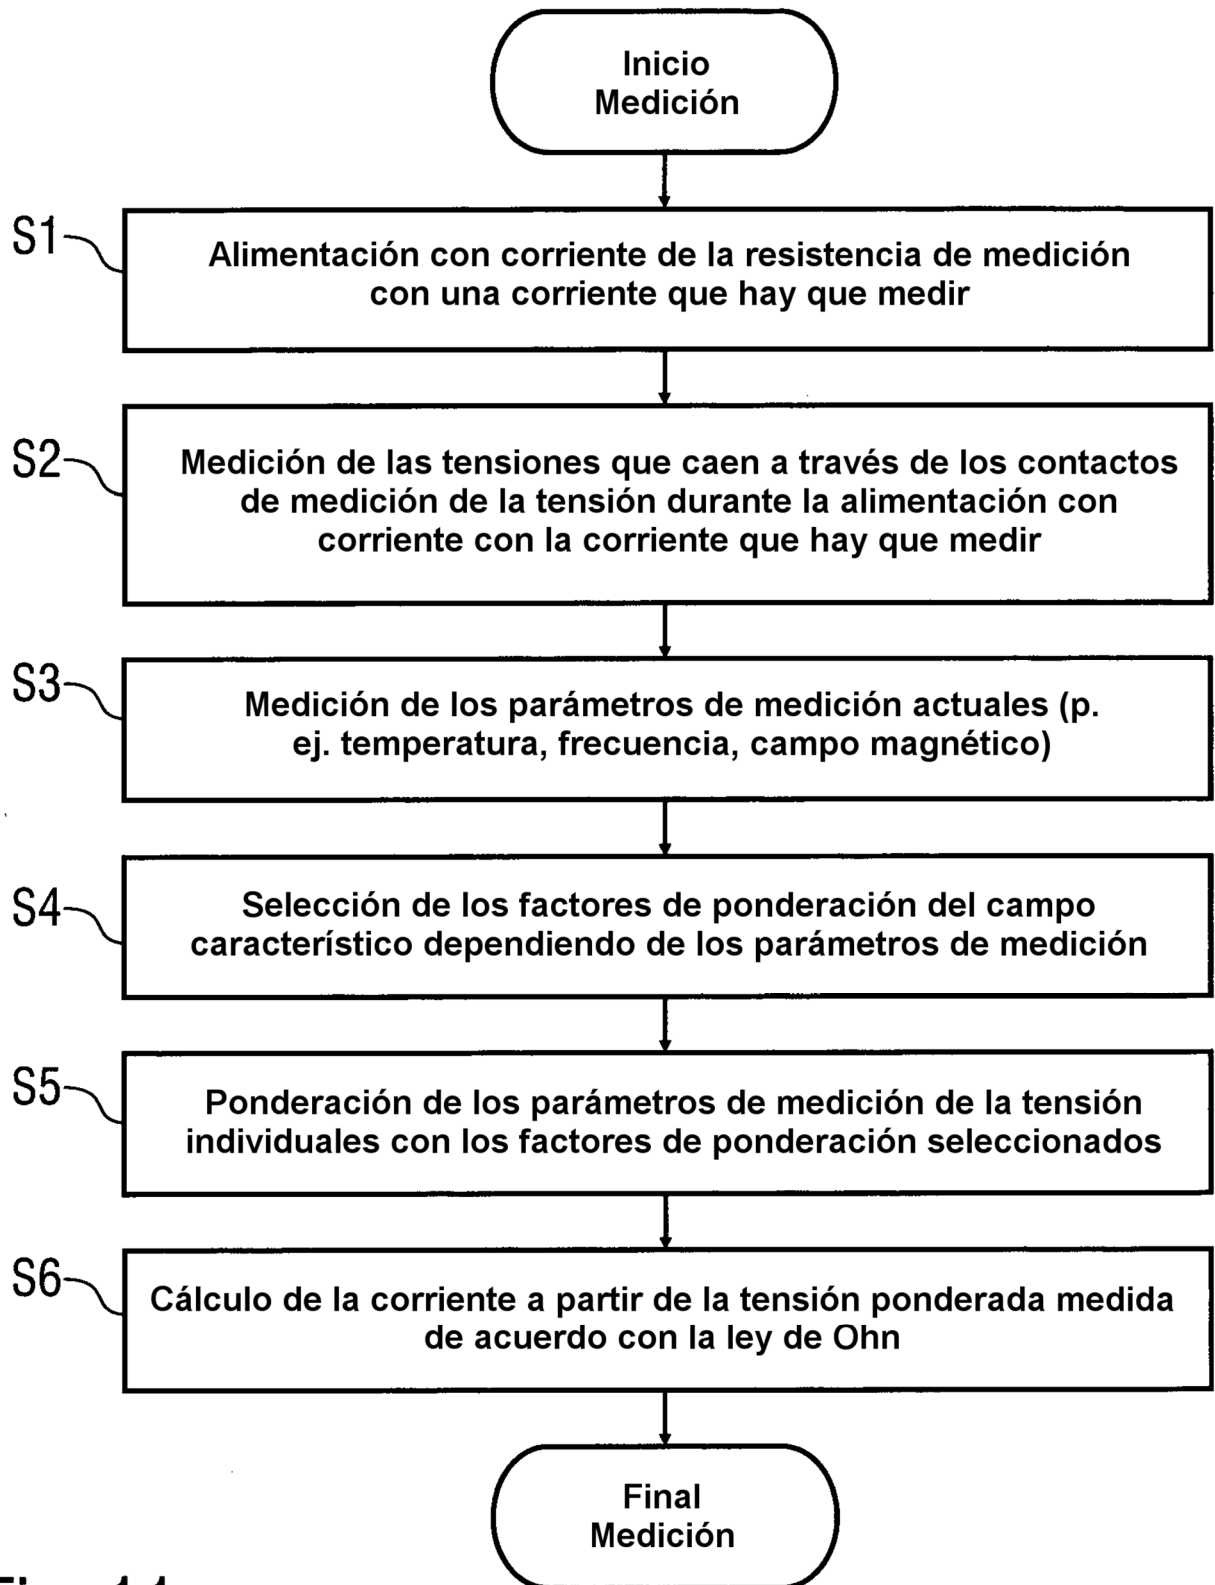 Inicio
Medición
S1
Alimentación con corriente de la resistencia de medición
con una corriente que hay que medir
S2
Medición de las tensiones que caen a través de los contactos
de medición de la tensión durante la alimentación con
corriente con la corriente que hay que medir
S3
Medición de los parámetros de medición actuales (p.
ej. temperatura, frecuencia, campo magnético)
S4
Selección de los factores de ponderación del campo
característico dependiendo de los parámetros de medición
S5
Ponderación de los parámetros de medición de la tensión
individuales con los factores de ponderación seleccionados
S6
Cálculo de la corriente a partir de la tensión ponderada medida
de acuerdo con la ley de Ohn
Final
Medición